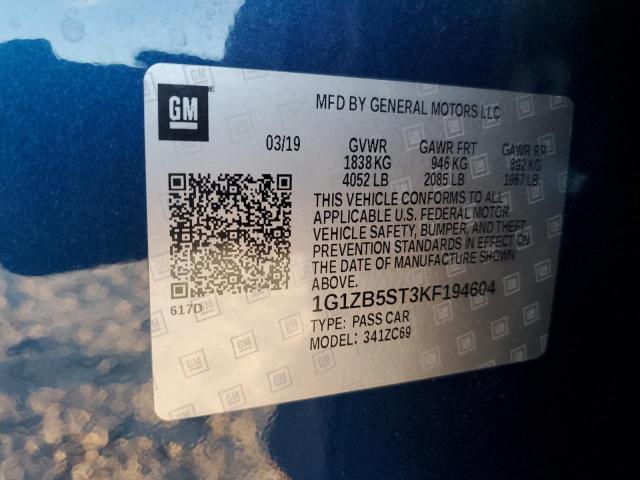 GM
MFD BY GENERAL MOTORS LLC
03/19 GVWR GAWR FRT GAWR RR
1838 KG 946 KG 892 KG
4052 LB 2085 LB 1967 LB
THIS VEHICLE CONFORMS TO ALL
APPLICABLE U.S. FEDERAL MOTOR
VEHICLE SAFETY, BUMPER, AND THEFT
PREVENTION STANDARDS IN EFFECT ON
THE DATE OF MANUFACTURE SHOWN
ABOVE.
617D
1G1ZB5ST3KF194604
TYPE: PASS CAR
MODEL: 341ZC69